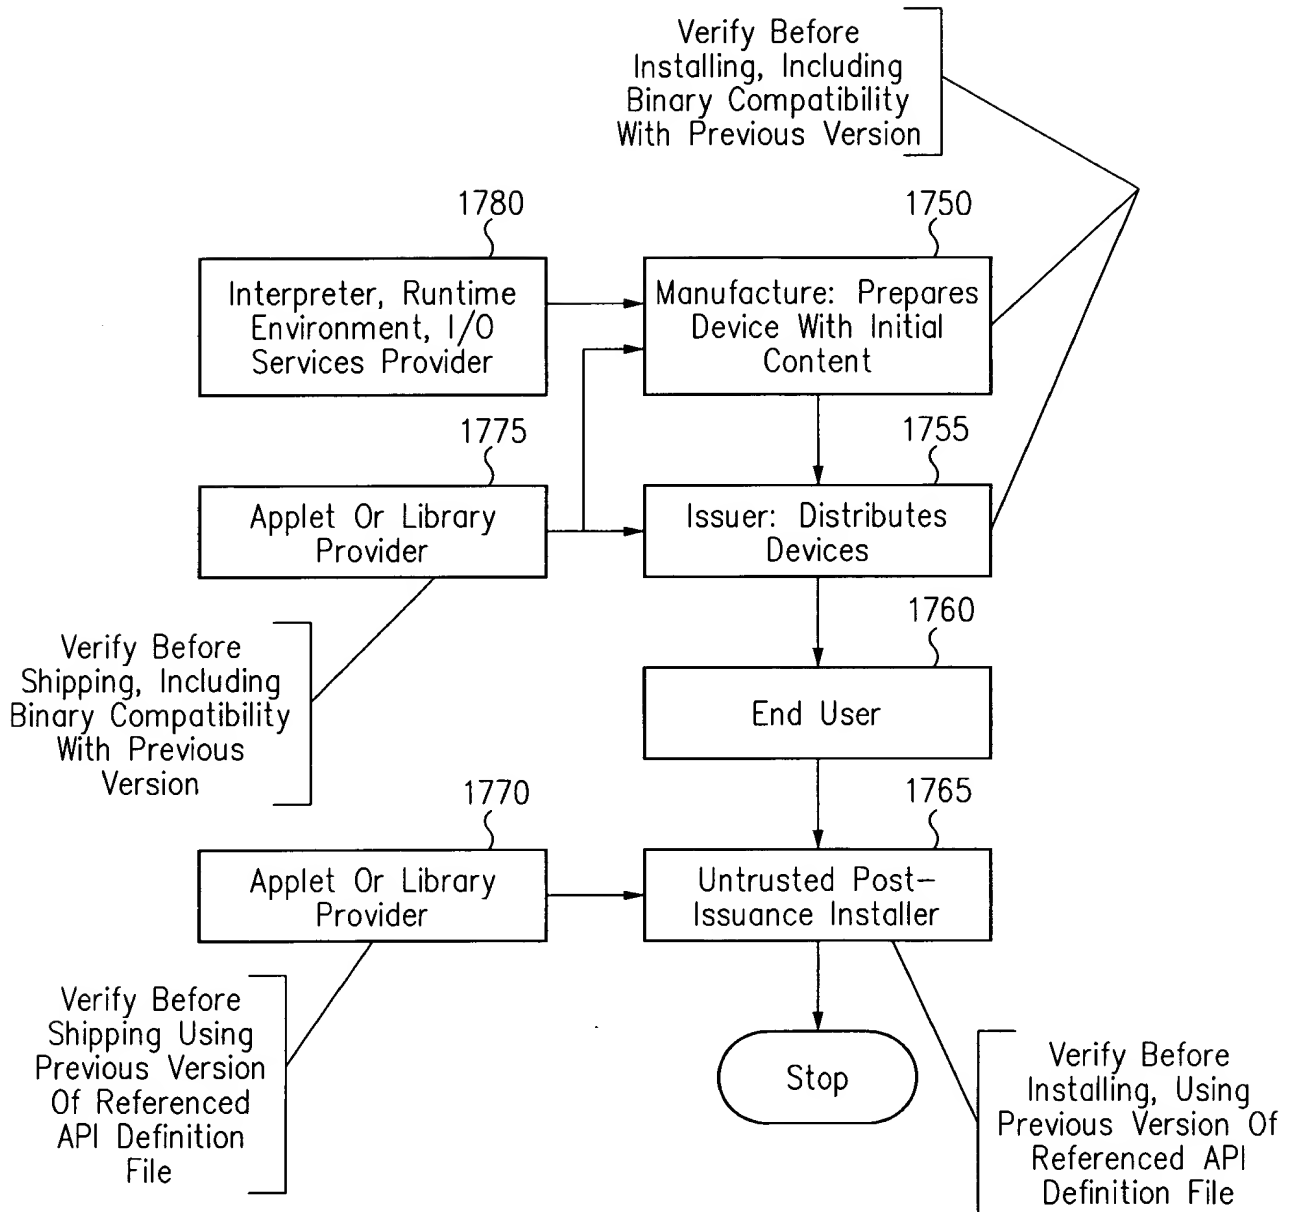 Verify Before
Installing, Including
Binary Compatibility
With Previous Version
1780
1750
Interpreter, Runtime
Environment, I/O
Services Provider
Manufacture: Prepares
Device With Initial
Content
1775
1755
Applet Or Library
Provider
Issuer: Distributes
Devices
1760
Verify Before
Shipping, Including
Binary Compatibility
With Previous
Version
End User
1770
1765
Applet Or Library
Provider
Untrusted Post-
Issuance Installer
Verify Before
Shipping Using
Previous Version
Of Referenced
API Definition
File
Stop
Verify Before
Installing, Using
Previous Version Of
Referenced API
Definition File